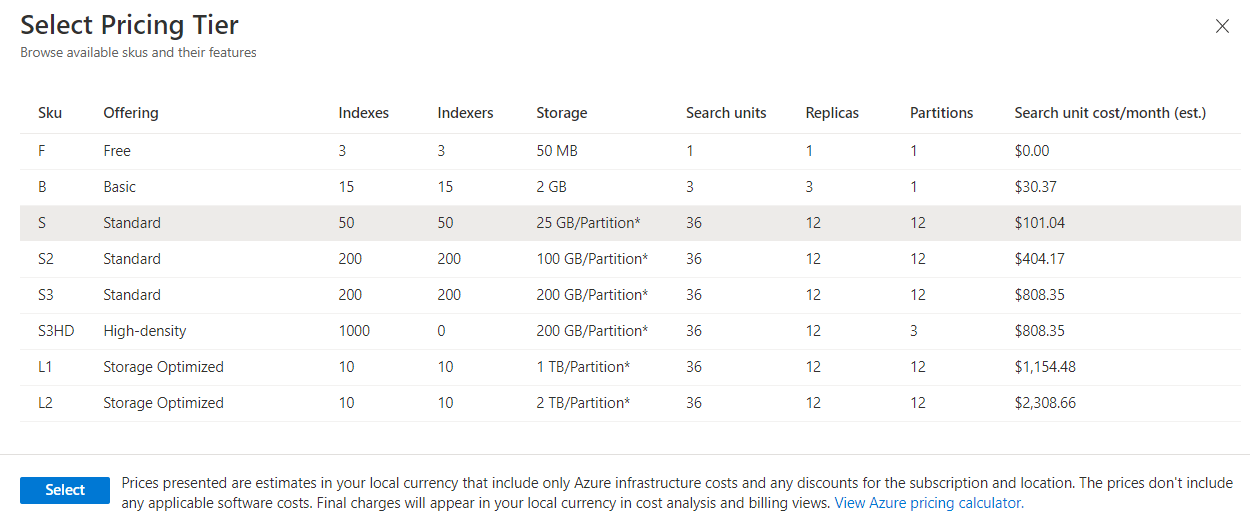 Select Pricing Tier
Browse available skus and their features
Sku Offering Indexes Indexers Storage Search units Replicas Partitions Search unit cost/month (est.)
F Free 3 3 50 MB 1 1 1 $0.00
B Basic 15 15 2 GB 3 3 1 $30.37
S Standard 50 50 25 GB/Partition* 36 12 12 $101.04
S2 Standard 200 200 100 GB/Partition* 36 12 12 $404.17
S3 Standard 200 200 200 GB/Partition* 36 12 12 $808.35
S3HD High-density 1000 0 200 GB/Partition* 36 12 3 $808.35
L1 Storage Optimized 10 10 1 TB/Partition* 36 12 12 $1,154.48
L2 Storage Optimized 10 10 2 TB/Partition* 36 12 12 $2,308.66
Select
Prices presented are estimates in your local currency that include only Azure infrastructure costs and any discounts for the subscription and location. The prices don't include
any applicable software costs. Final charges will appear in your local currency in cost analysis and billing views. View Azure pricing calculator.